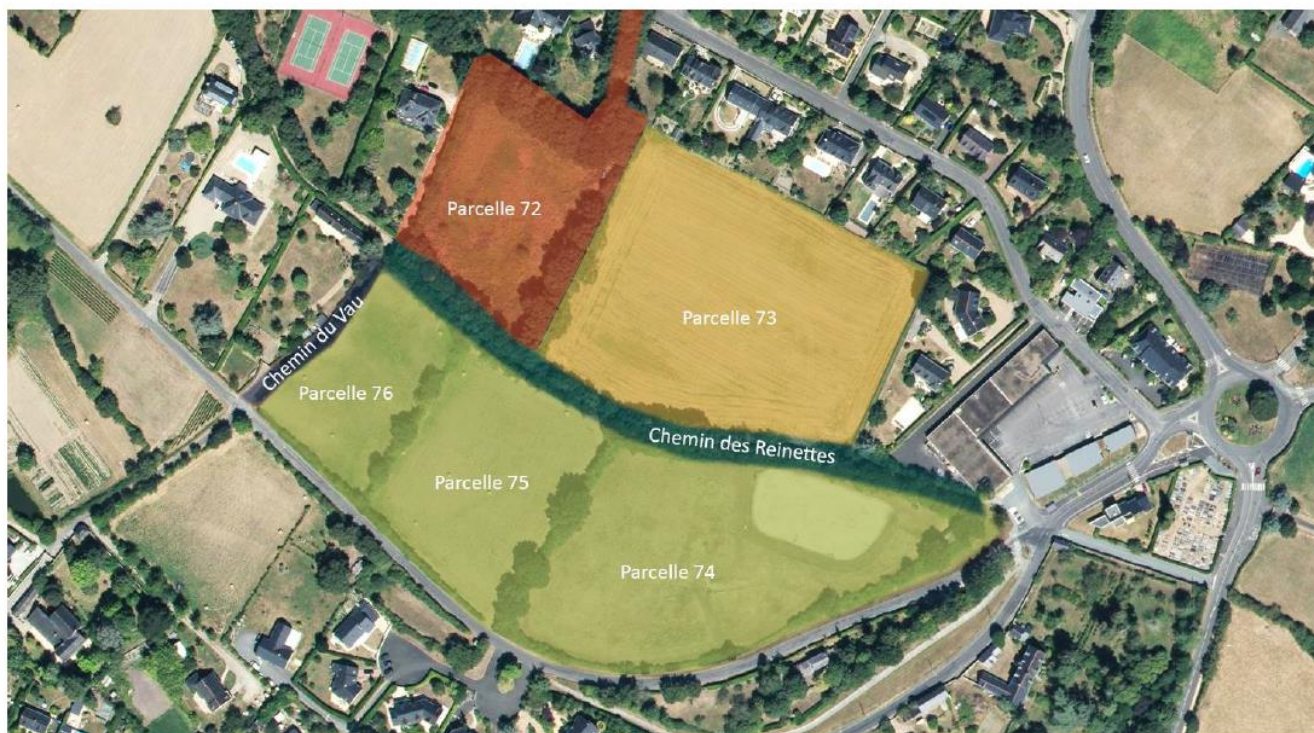 Parcelle 72
Parcelle 73
Chemin du Vau
Parcelle 76
Chemin des Reinettes
Parcelle 75
Parcelle 74